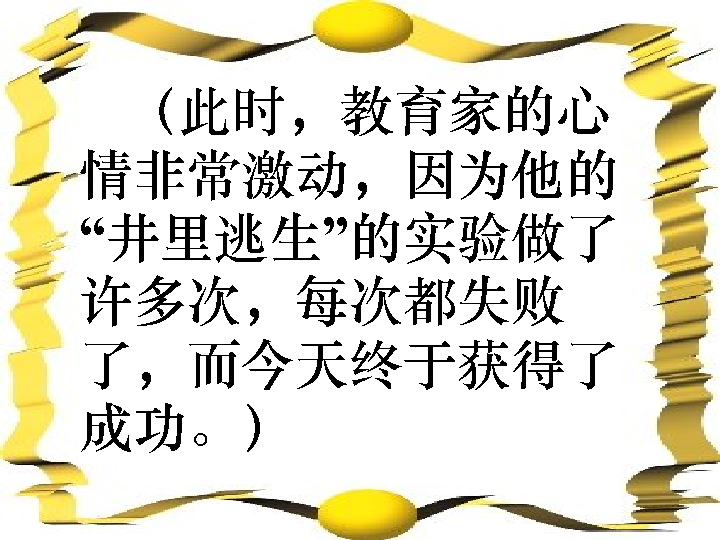 （此时，教育家的心
情非常激动，因为他的
“井里逃生”的实验做了
许多次，每次都失败
了，而今天终于获得了
成功。）